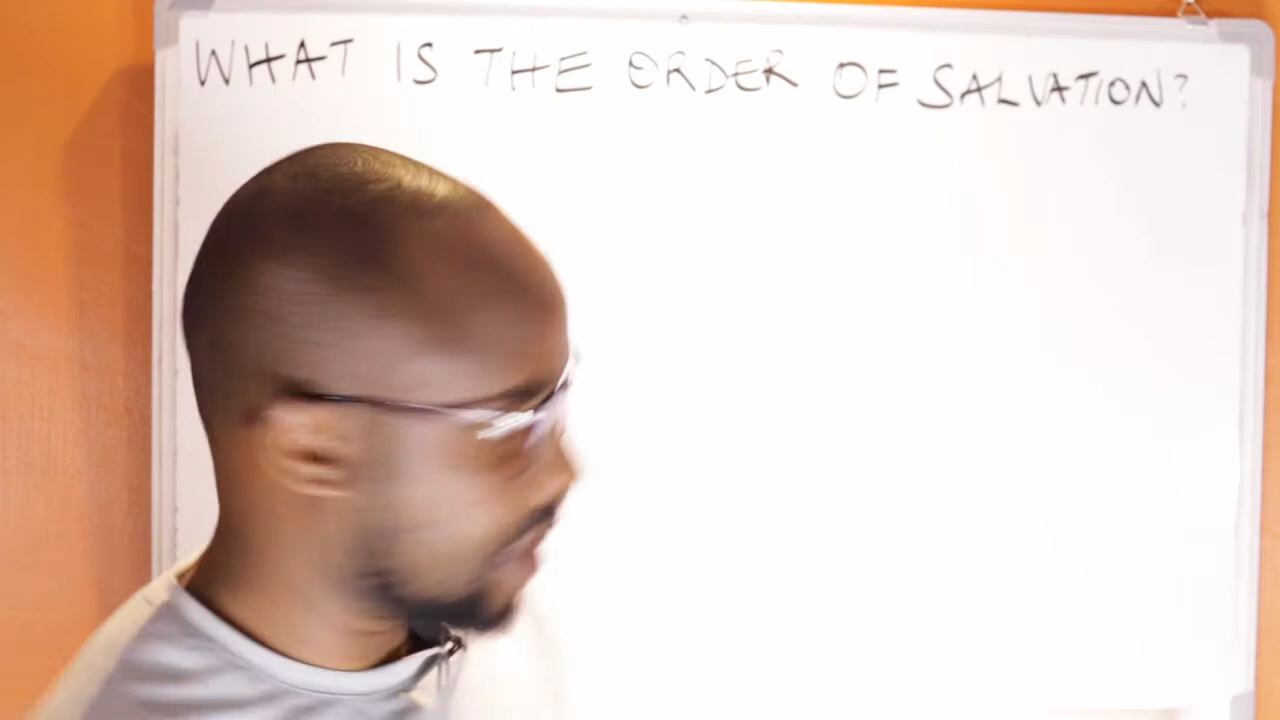 WHAT IS THE ORDER OF SALVATION?